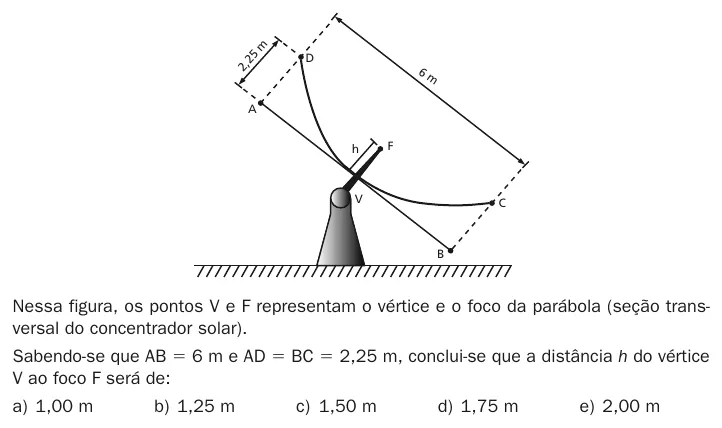 2,25 m
D
6 m
A
h
F
V
C
B
Nessa figura, os pontos V e F representam o vértice e o foco da parábola (seção trans-
versal do concentrador solar).
Sabendo-se que AB = 6 m e AD = BC = 2,25 m, conclui-se que a distância h do vértice
V ao foco F será de:
a) 1,00 m b) 1,25 m c) 1,50 m d) 1,75 m e) 2,00 m